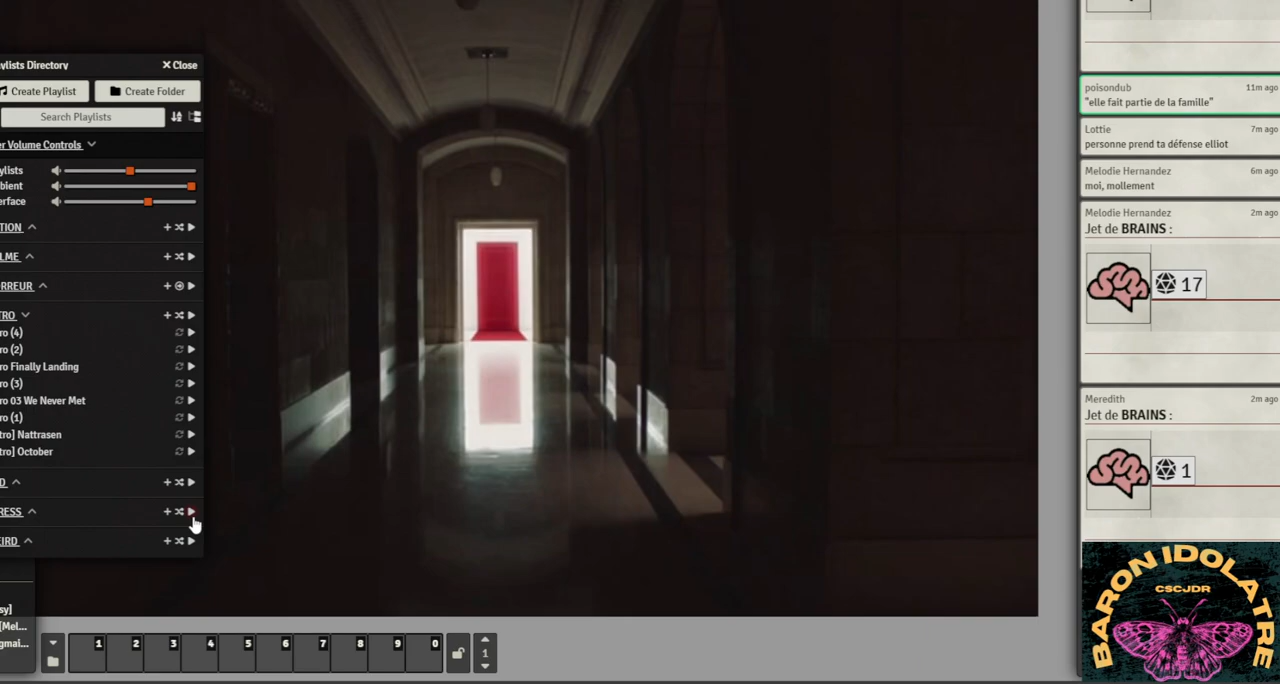 ylists Directory
Close
Create Playlist
Create Folder
Search Playlists
er Volume Controls
ylists
bient
erface
TION
LME
RREUR
TRO
ro (4)
ro (2)
ro Finally Landing
ro (3)
ro 03 We Never Met
ro (1)
tro] Nattrasen
tro] October
D
RESS
EIRD
sy]
[Mel...
gmai...
1 2 3 4 5 6 7 8 9 0
1
poisondub 11m ago
"elle fait partie de la famille"
Lottie 7m ago
personne prend ta défense elliot
Melodie Hernandez 6m ago
moi, mollement
Melodie Hernandez 2m ago
Jet de BRAINS :
17
Meredith 2m ago
Jet de BRAINS :
1
BARON IDOLATRE
CSCJDR